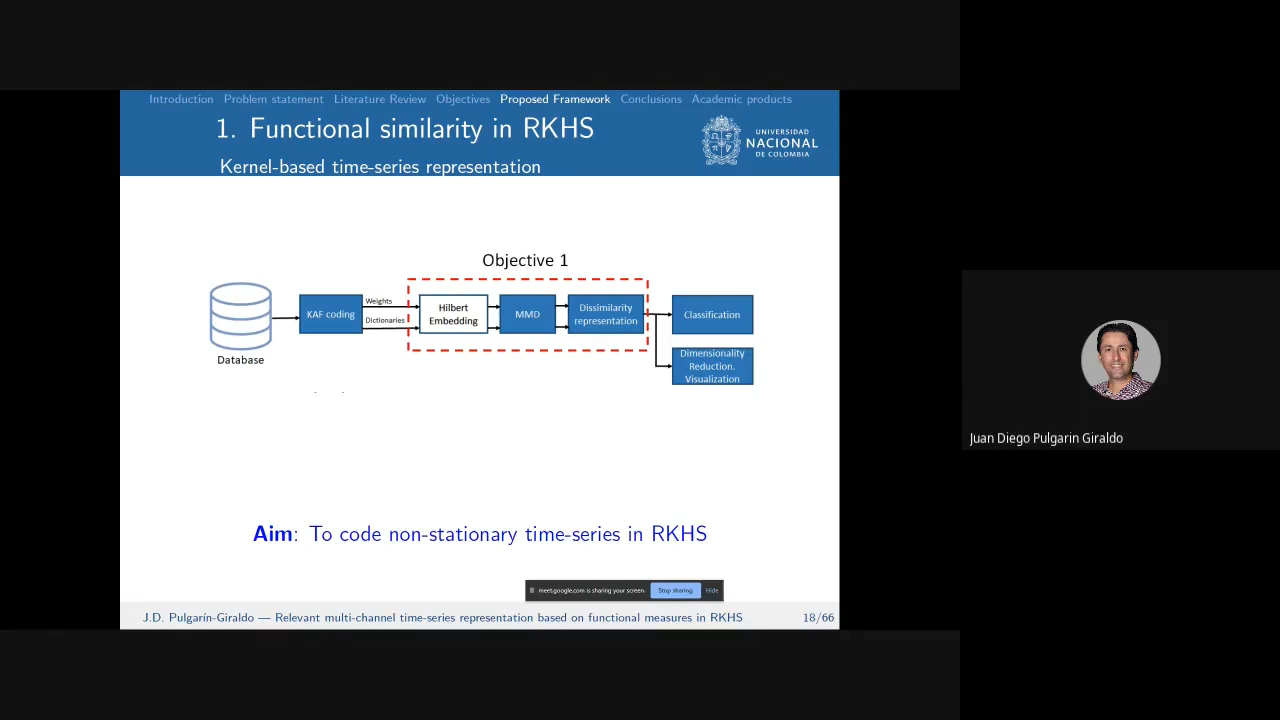 Introduction Problem statement Literature Review Objectives Proposed Framework Conclusions Academic products
1. Functional similarity in RKHS
Kernel-based time-series representation
UNIVERSIDAD
NACIONAL
DE COLOMBIA
Objective 1
Database
KAF coding
Weights
Dictionaries
Hilbert
Embedding
MMD
Dissimilarity
representation
Classification
Dimensionality
Reduction.
Visualization
Aim: To code non-stationary time-series in RKHS
meet.google.com is sharing your screen. Stop sharing Hide
J.D. Pulgarín-Giraldo — Relevant multi-channel time-series representation based on functional measures in RKHS 18/66
Juan Diego Pulgarin Giraldo